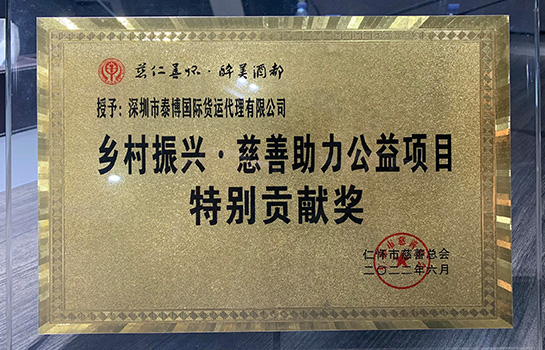 慈仁善怀·醉美酒都
授予：深圳市泰博国际货运代理有限公司
乡村振兴·慈善助力公益项目
特别贡献奖
仁怀市慈善总会
二〇二二年六月